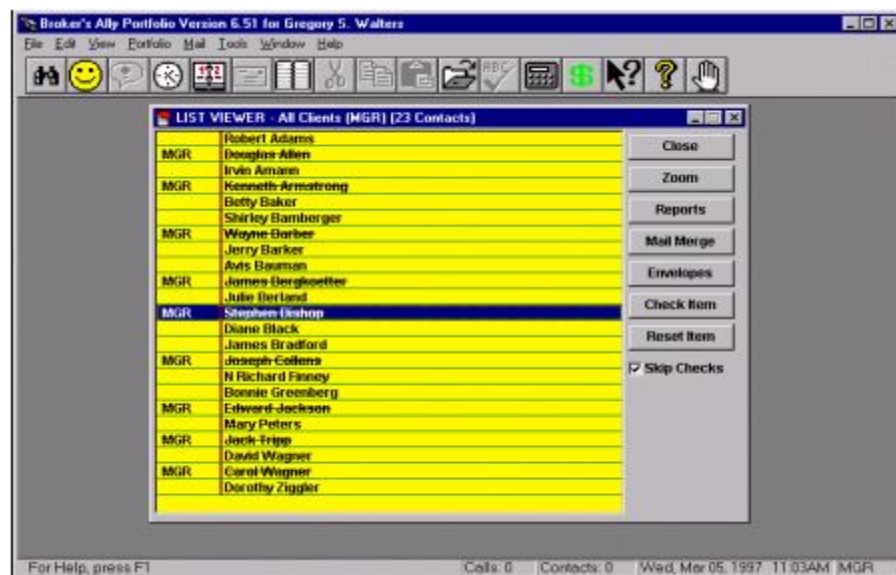 Broker's Ally Portfolio Version 6.51 for Gregory S. Walters
File Edit View Portfolio Mail Tools Window Help
ABC
LIST VIEWER - All Clients (MGR) (23 Contacts)
Robert Adams
MGR Douglas Allen
Irvin Amann
MGR Kenneth Armstrong
Betty Baker
Shirley Bamberger
MGR Wayne Barber
Jerry Barker
Avis Bauman
MGR James Bergkoetter
Julie Berland
MGR Stephen Bishop
Diane Black
James Bradford
MGR Joseph Collens
N Richard Finney
Bonnie Greenberg
MGR Edward Jackson
Mary Peters
MGR Jack Tripp
David Wagner
MGR Carol Wagner
Dorothy Ziggler
Close
Zoom
Reports
Mail Merge
Envelopes
Check Item
Reset Item
Skip Checks
For Help, press F1 Calls: 0 Contacts: 0 Wed, Mar 05, 1997 11:03AM MGR